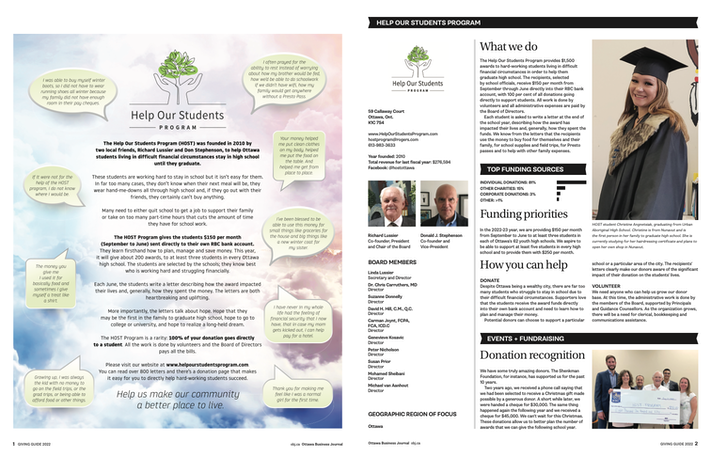 I was able to buy myself winter
boots, so I did not have to wear
running shoes all winter because
my family did not have enough
room in their pay cheques.
I often prayed for the
ability to rest instead of worrying
about how my brother would be fed,
how we'd be able to do schoolwork
if we didn't have wifi, how my
family would get anywhere
without a Presto Pass.
Help Our Students
PROGRAM
The Help Our Students Program (HOST) was founded in 2010 by
two local friends, Richard Lussier and Don Stephenson, to help Ottawa
students living in difficult financial circumstances stay in high school
until they graduate.
Your money helped
me put clean clothes
on my body, helped
me put the food on
the table. And
helped me get from
place to place.
If it were not for the
help of the HOST
program, I do not know
where I would be.
These students are working hard to stay in school but it isn't easy for them.
In far too many cases, they don't know when their next meal will be, they
wear hand-me-downs all through high school and, if they go out with their
friends, they certainly can't buy anything.
Many need to either quit school to get a job to support their family
or take on too many part-time hours that cuts the amount of time
they have for school work.
I've been blessed to be
able to use this money for
small things like groceries for
the house and big things like
a new winter coat for
my sister.
The HOST Program gives the students $150 per month
(September to June) sent directly to their own RBC bank account.
They learn firsthand how to plan, manage and save money. This year,
it will give about 200 awards, to at least three students in every Ottawa
high school. The students are selected by the schools; they know best
who is working hard and struggling financially.
The money you
give me
I used it for
basically food and
sometimes I give
myself a treat like
a shirt.
Each June, the students write a letter describing how the award impacted
their lives and, generally, how they spent the money. The letters are both
heartbreaking and uplifting.
I have never in my whole
life had the feeling of
financial security that I now
have, that in case my mom
gets kicked out, I can help
pay for a hotel.
More importantly, the letters talk about hope. Hope that they
may be the first in the family to graduate high school, hope to go to
college or university, and hope to realize a long-held dream.
The HOST Program is a rarity: 100% of your donation goes directly
to a student. All the work is done by volunteers and the Board of Directors
pays all the bills.
Please visit our website at www.helpourstudentsprogram.com
You can read over 800 letters and there's a donation page that makes
it easy for you to directly help hard-working students succeed.
Growing up, I was always
the kid with no money to
go on the field trips, or the
grad trips, or being able to
afford food or other things.
Thank you for making me
feel like I was a normal
girl for the first time.
Help us make our community
a better place to live.
1 GIVING GUIDE 2022
obj.ca Ottawa Business Journal
HELP OUR STUDENTS PROGRAM
Help Our Students
PROGRAM
59 Callaway Court
Ottawa, Ont.
K1C 7S4
www.HelpOurStudentsProgram.com
hostprogram@rogers.com
613-983-3633
Year founded: 2010
Total revenue for last fiscal year: $276,584
Facebook: @hostottawa
Richard Lussier
Co-founder, President
and Chair of the Board
Donald J. Stephenson
Co-founder and
Vice-President
BOARD MEMBERS
Linda Lussier
Secretary and Director
Dr. Chris Carruthers, MD
Director
Suzanne Donnelly
Director
David H. Hill, C.M., Q.C.
Director
Carman Joynt, FCPA,
FCA, ICD.D
Director
Genevieve Kosaric
Director
Peter Nicholson
Director
Susan Prior
Director
Mohamed Sheibani
Director
Michael van Aanhout
Director
GEOGRAPHIC REGION OF FOCUS
Ottawa
What we do
The Help Our Students Program provides $1,500
awards to hard-working students living in difficult
financial circumstances in order to help them
graduate high school. The recipients, selected
by school officials, receive $150 per month from
September through June directly into their RBC bank
account, with 100 per cent of all donations going
directly to support students. All work is done by
volunteers and all administrative expenses are paid by
the Board of Directors.
Each student is asked to write a letter at the end of
the school year, describing how the award has
impacted their lives and, generally, how they spent the
funds. We know from the letters that the recipients
use the money to buy food for themselves and their
family, for school supplies and field trips, for Presto
passes and to help with other family expenses.
TOP FUNDING SOURCES
INDIVIDUAL DONORS: 81%
OTHER CHARITIES: 15%
CORPORATE DONORS: 3%
OTHER: <1%
Funding priorities
In the 2022-23 year, we are providing $150 per month
from September to June to at least three students in
each of Ottawa's 62 youth high schools. We aspire to
be able to support at least five students in every high
school and to provide them with $250 per month.
How you can help
DONATE
Despite Ottawa being a wealthy city, there are far too
many students who struggle to stay in school due to
their difficult financial circumstances. Supporters love
that the students receive the award funds directly
into their own bank account and need to learn how to
plan and manage their money.
Potential donors can choose to support a particular
HOST student Christine Angnatsiak, graduating from Urban
Aboriginal High School. Christine is from Nunavut and is
the first person in her family to graduate high school. She is
currently studying for her hairdressing certificate and plans to
open her own shop in Nunavut.
school or a particular area of the city. The recipients'
letters clearly make our donors aware of the significant
impact of their donation on the students' lives.
VOLUNTEER
We need anyone who can help us grow our donor
base. At this time, the administrative work is done by
the members of the Board, supported by Principals
and Guidance Counsellors. As the organization grows,
there will be a need for clerical, bookkeeping and
communications assistance.
EVENTS + FUNDRAISING
Donation recognition
We have some truly amazing donors. The Shenkman
Foundation, for instance, has supported us for the past
10 years.
Two years ago, we received a phone call saying that
we had been selected to receive a Christmas gift made
possible by a generous donor. A short while later, we
were handed a cheque for $30,000. The same thing
happened again the following year and we received a
cheque for $45,000. We can't wait for this Christmas.
These donations allow us to better plan the number of
awards that we can give the following school year.
Ottawa Business Journal obj.ca
GIVING GUIDE 2022 2